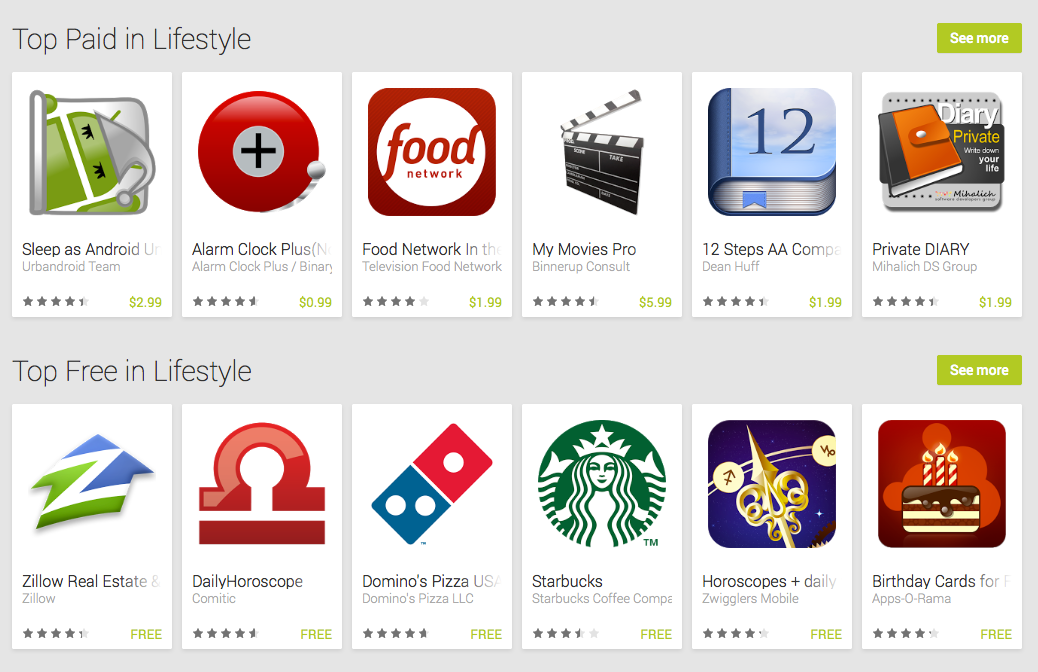 Top Paid in Lifestyle
See more
food
network
TAKE
12
Diary
Private
Write down
your
life
Mihalich
software developers group
Sleep as Android Ur
Urbandroid Team
$2.99
Alarm Clock Plus(N
Alarm Clock Plus / Binary
$0.99
Food Network In the
Television Food Network
$1.99
My Movies Pro
Binnerup Consult
$5.99
12 Steps AA Compa
Dean Huff
$1.99
Private DIARY
Mihalich DS Group
$1.99
Top Free in Lifestyle
See more
TM
Zillow Real Estate &
Zillow
FREE
DailyHoroscope
Comitic
FREE
Domino's Pizza USA
Domino's Pizza LLC
FREE
Starbucks
Starbucks Coffee Compa
FREE
Horoscopes + daily
Zwigglers Mobile
FREE
Birthday Cards for F
Apps-O-Rama
FREE